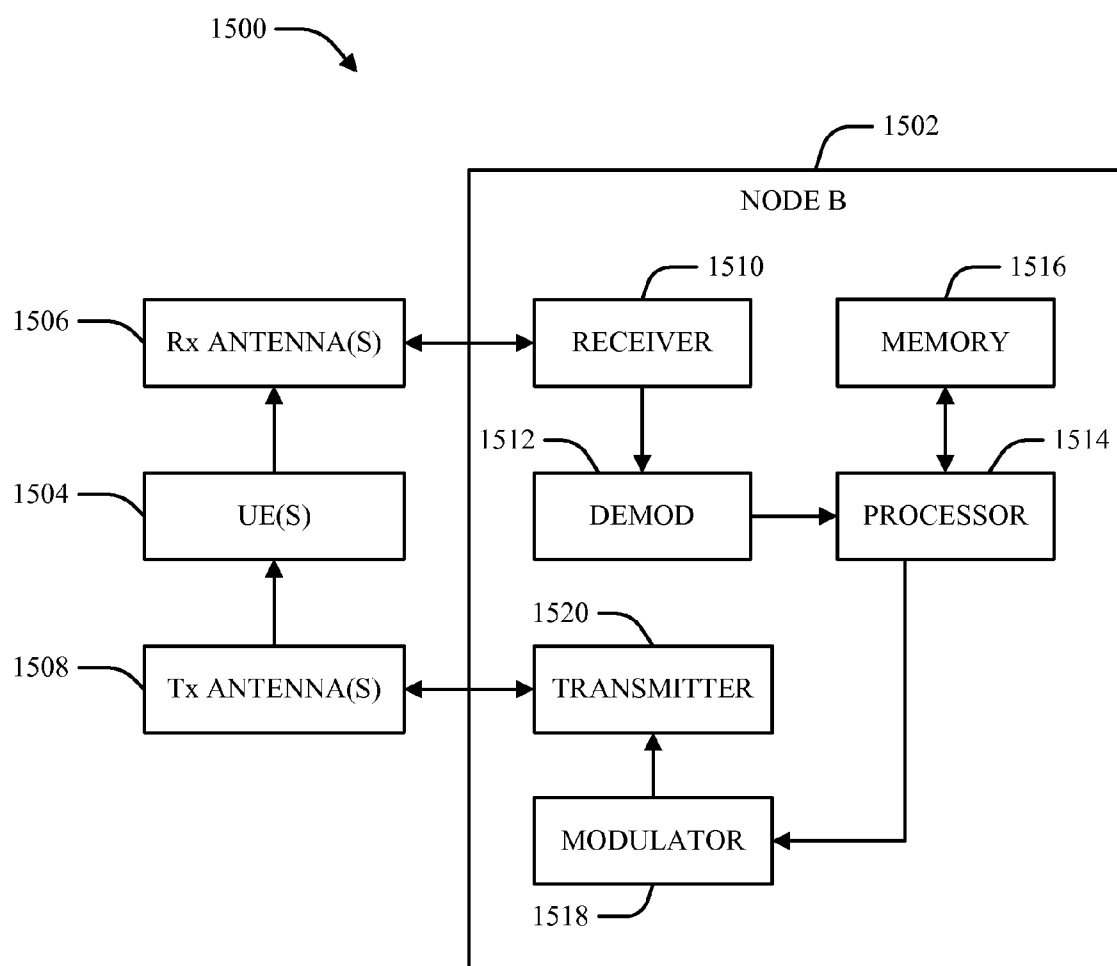 1500
1502
NODE B
1510
1516
1506
Rx ANTENNA(S)
RECEIVER
MEMORY
1512
1514
1504
UE(S)
DEMOD
PROCESSOR
1520
1508
Tx ANTENNA(S)
TRANSMITTER
MODULATOR
1518